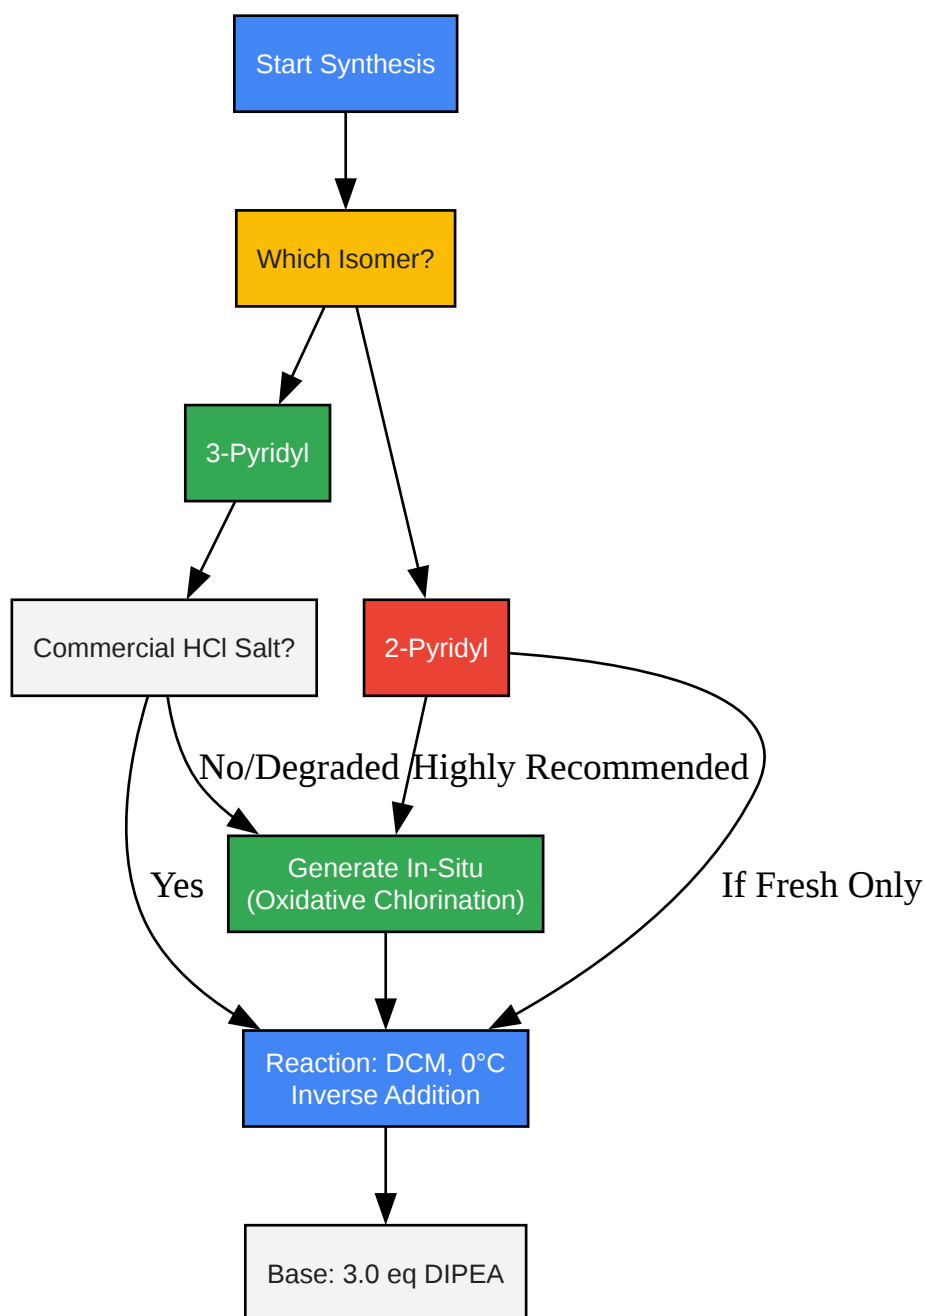 Start Synthesis
Which Isomer?
3-Pyridyl
Commercial HCl Salt?
2-Pyridyl
No/Degraded
Highly Recommended
Generate In-Situ
(Oxidative Chlorination)
Yes
If Fresh Only
Reaction: DCM, 0°C
Inverse Addition
Base: 3.0 eq DIPEA